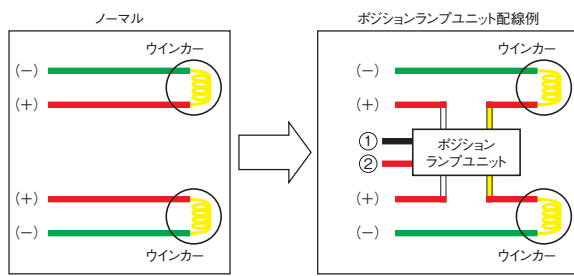 ノーマル
ウインカー
(−)
(+)
(+)
(−)
ウインカー
ポジションランプユニット配線例
ウインカー
(−)
(+)
①
②
ポジション
ランプユニット
(+)
(−)
ウインカー